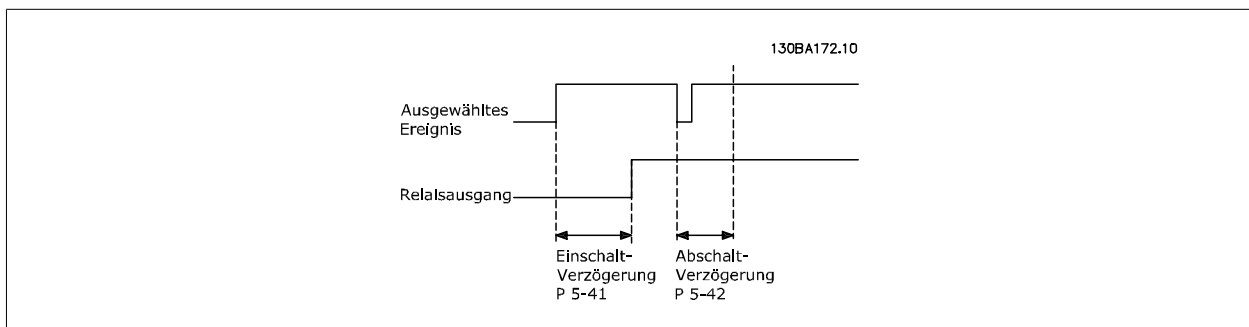 130BA172.10
Ausgewähltes
Ereignis
Relaisausgang
Einschalt-
Verzögerung
P 5-41
Abschalt-
Verzögerung
P 5-42